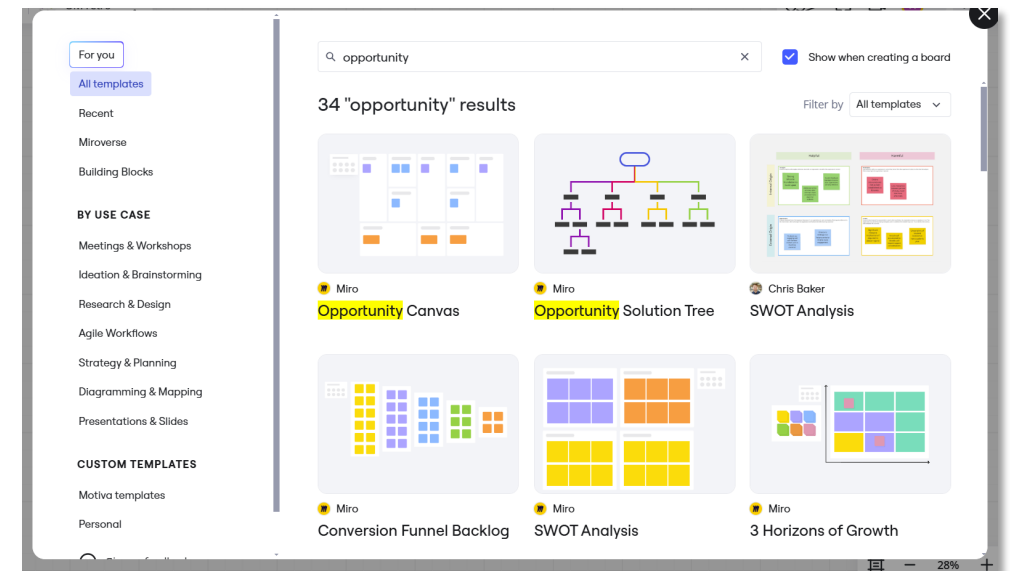 For you
All templates
Recent
Miroverse
Building Blocks
BY USE CASE
Meetings & Workshops
Ideation & Brainstorming
Research & Design
Agile Workflows
Strategy & Planning
Diagramming & Mapping
Presentations & Slides
CUSTOM TEMPLATES
Motiva templates
Personal
opportunity
Show when creating a board
34 "opportunity" results
Filter by All templates
Miro
Opportunity Canvas
Miro
Opportunity Solution Tree
Chris Baker
SWOT Analysis
Miro
Conversion Funnel Backlog
Miro
SWOT Analysis
Miro
3 Horizons of Growth
28%